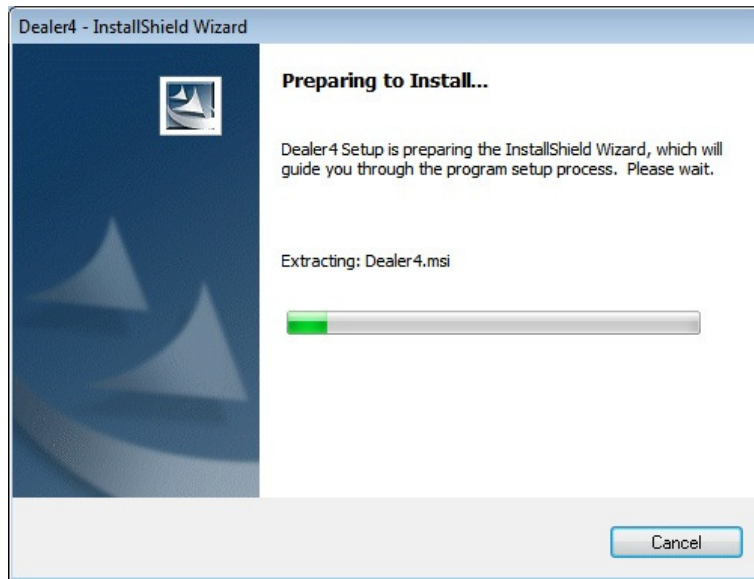 Dealer4 - InstallShield Wizard
Preparing to Install...
Dealer4 Setup is preparing the InstallShield Wizard, which will
guide you through the program setup process.  Please wait.
Extracting: Dealer4.msi
Cancel